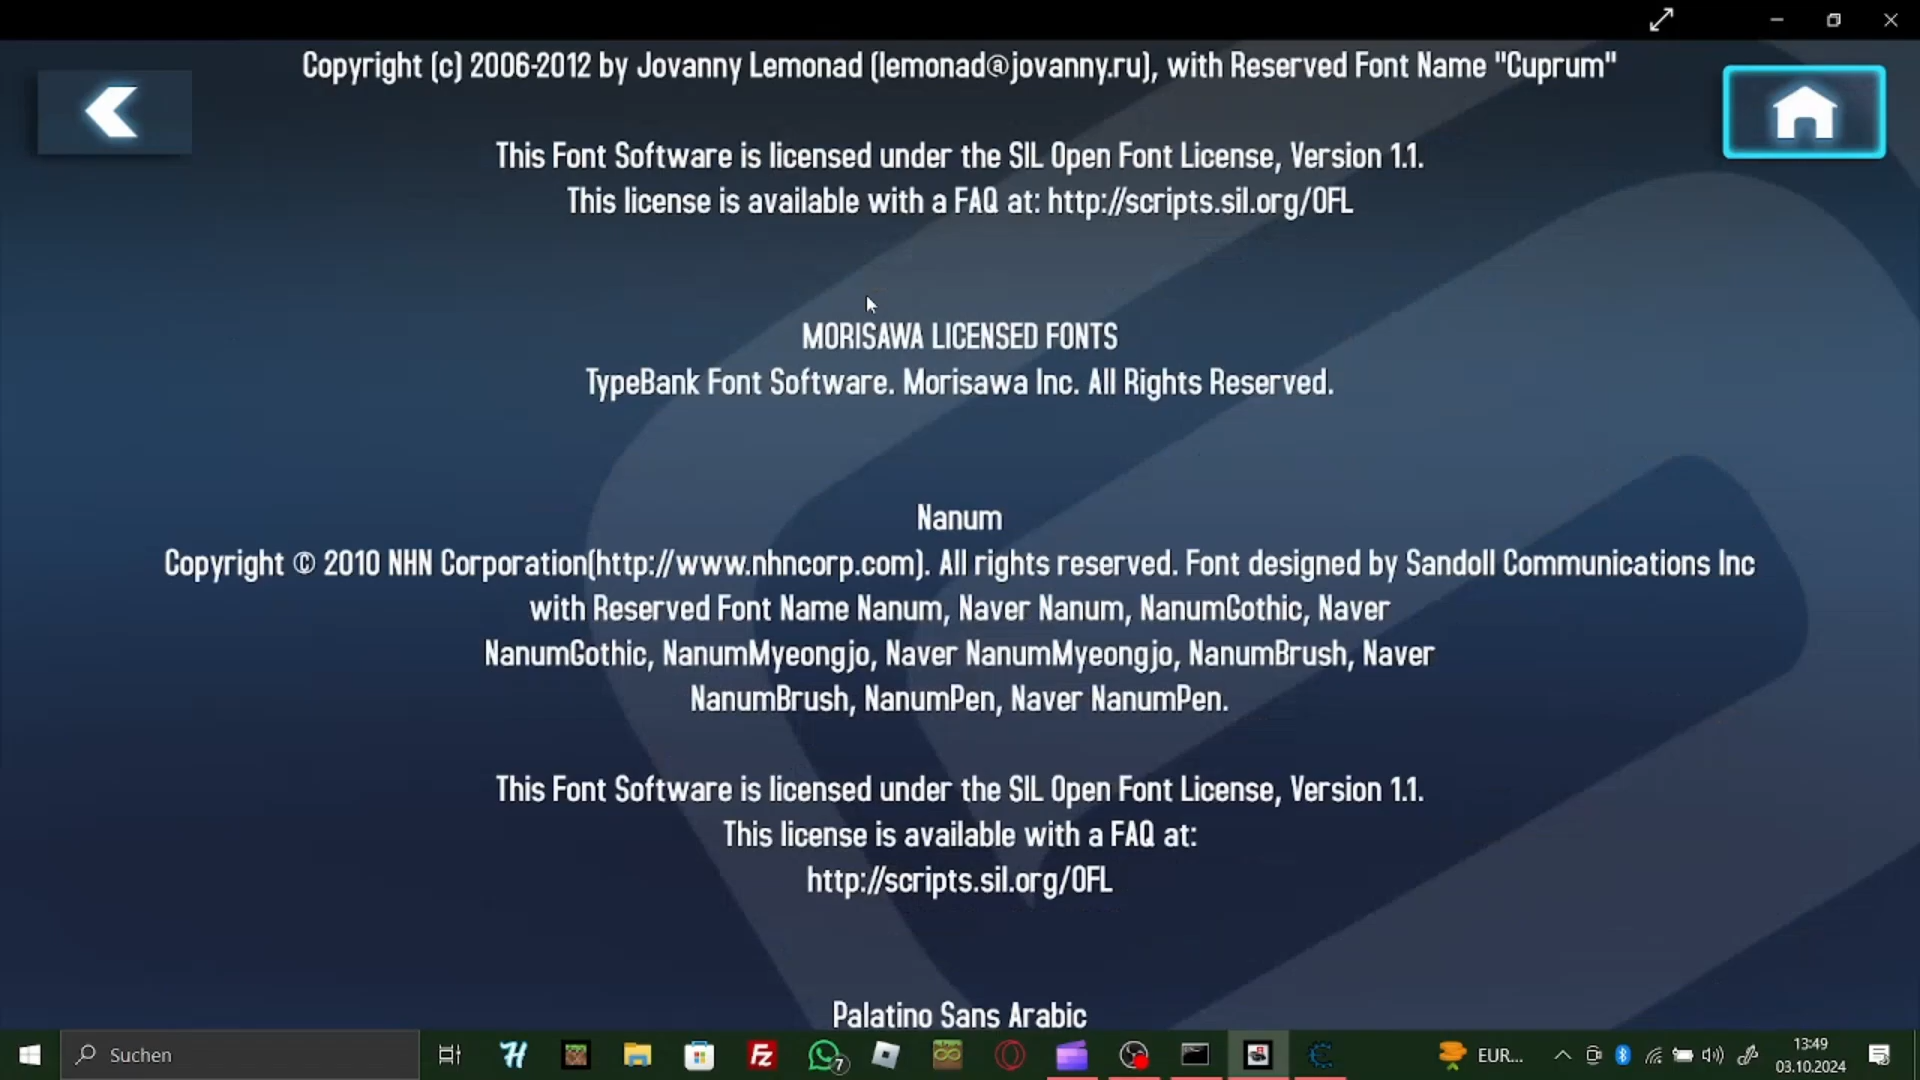 Copyright (c) 2006-2012 by Jovanny Lemonad (lemonad@jovanny.ru), with Reserved Font Name "Cuprum"
This Font Software is licensed under the SIL Open Font License, Version 1.1.
This license is available with a FAQ at: http://scripts.sil.org/OFL
MORISAWA LICENSED FONTS
TypeBank Font Software. Morisawa Inc. All Rights Reserved.
Nanum
Copyright © 2010 NHN Corporation(http://www.nhncorp.com). All rights reserved. Font designed by Sandoll Communications Inc
with Reserved Font Name Nanum, Naver Nanum, NanumGothic, Naver
NanumGothic, NanumMyeongjo, Naver NanumMyeongjo, NanumBrush, Naver
NanumBrush, NanumPen, Naver NanumPen.
This Font Software is licensed under the SIL Open Font License, Version 1.1.
This license is available with a FAQ at:
http://scripts.sil.org/OFL
Palatino Sans Arabic
Suchen
Fz
7
EUR...
13:49
03.10.2024